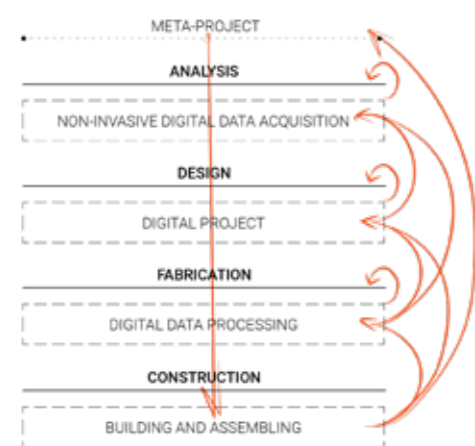 META-PROJECT
ANALYSIS
NON-INVASIVE DIGITAL DATA ACQUISITION
DESIGN
DIGITAL PROJECT
FABRICATION
DIGITAL DATA PROCESSING
CONSTRUCTION
BUILDING AND ASSEMBLING